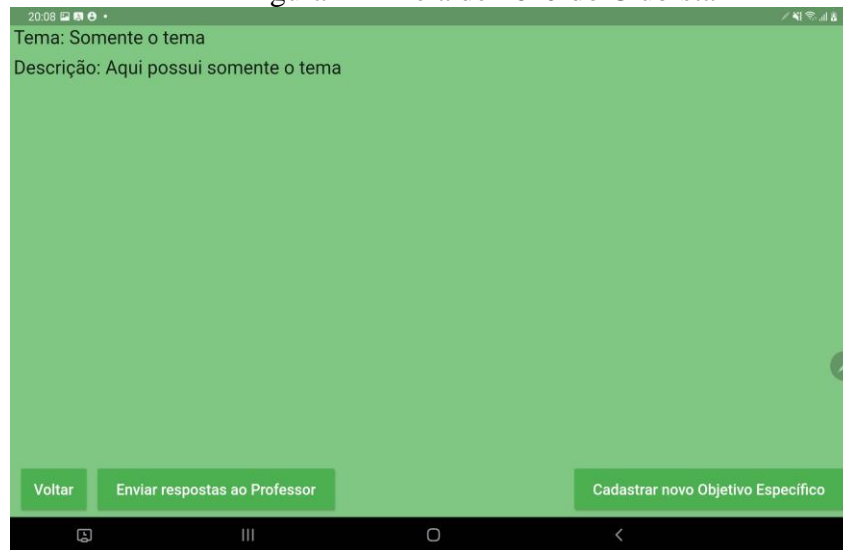 20:08
Tema: Somente o tema
Descrição: Aqui possui somente o tema
Voltar
Enviar respostas ao Professor
Cadastrar novo Objetivo Específico